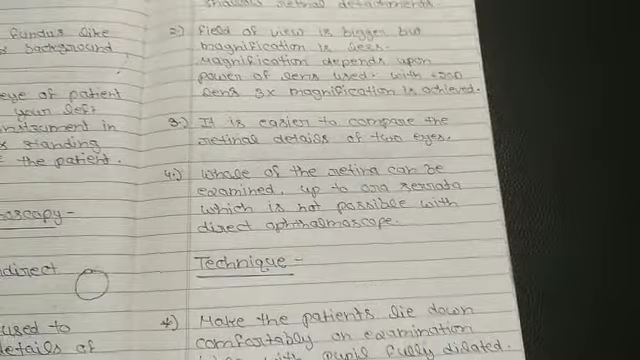 fundus like
background
eye of patient
your left
instrument in
standing
the patient.
direct
used to
details of
retinal detachments.
2.) Field of view is bigger but
magnification is less.
Magnification depends upon
power of lens used. With +20D
lens 3x magnification is achieved.
3.) It is easier to compare the
retinal details of two eyes.
4.) Whole of the retina can be
examined. up to ora serrata
which is not possible with
direct ophthalmoscope.
Technique -
*) Make the patients lie down
comfortably on examination
with pupil fully dilated.